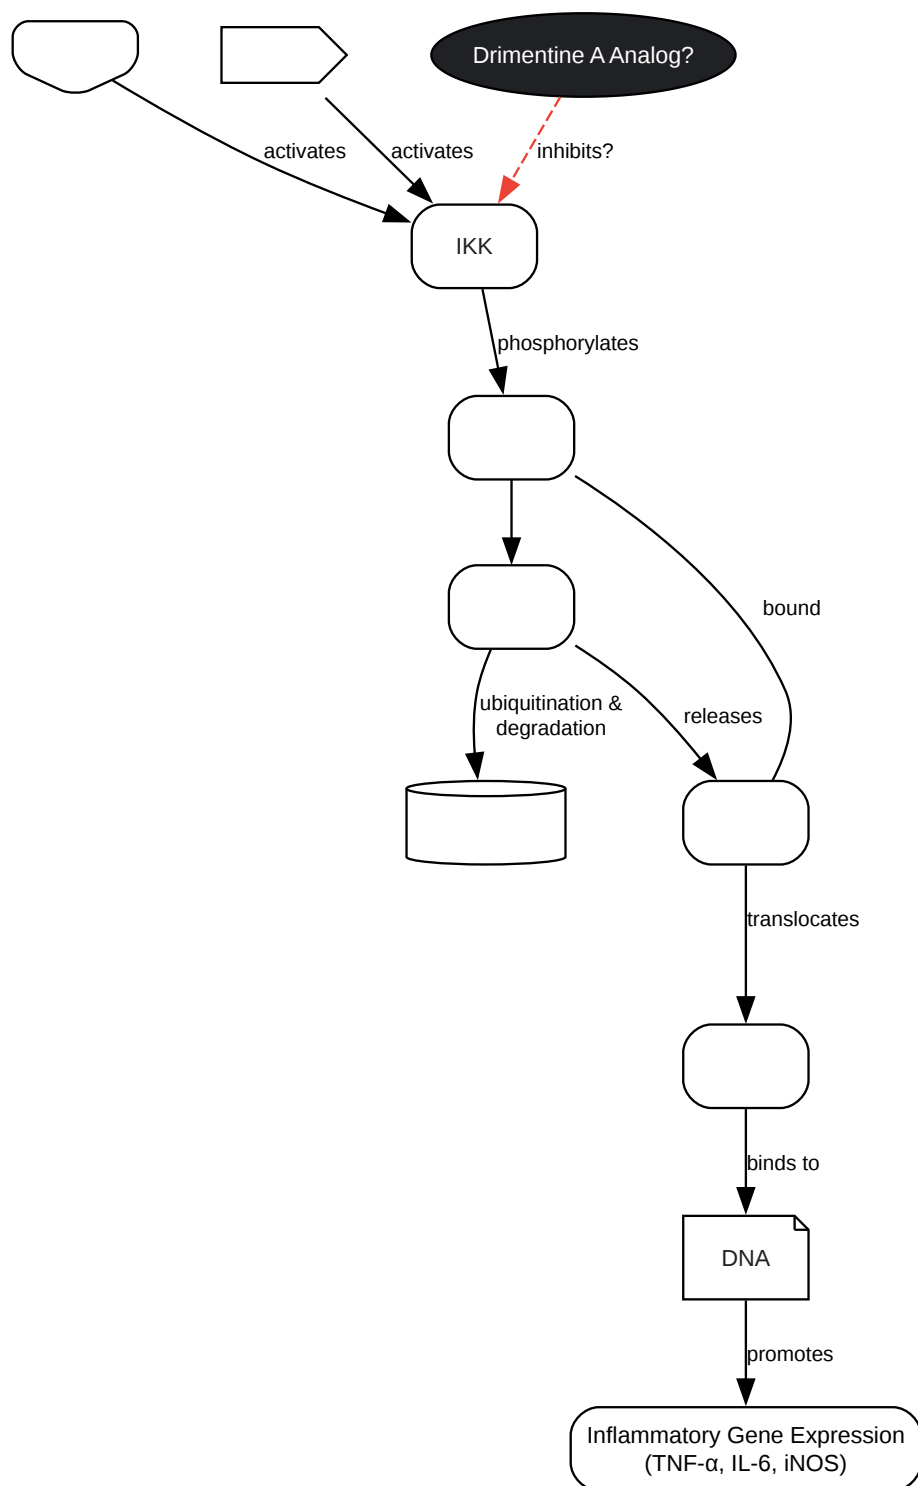 Drimentine A Analog?
activates
activates
inhibits?
IKK
phosphorylates
bound
ubiquitination &
degradation
releases
translocates
binds to
DNA
promotes
Inflammatory Gene Expression
(TNF-α, IL-6, iNOS)